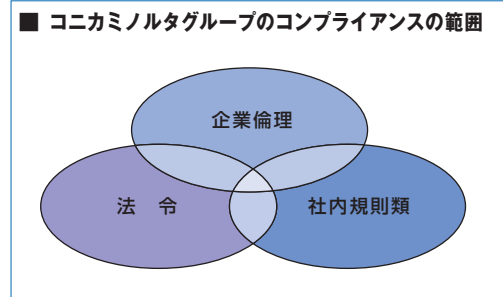 ■ コニカミノルタグループのコンプライアンスの範囲
企業倫理
法　令
社内規則類